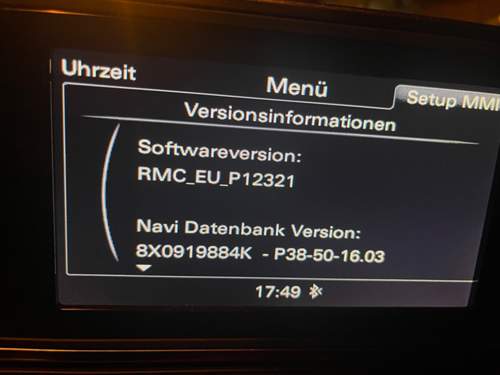 Uhrzeit
Menü
Setup MMI
Versionsinformationen
Softwareversion:
RMC_EU_P12321
Navi Datenbank Version:
8X0919884K - P38-50-16.03
17:49